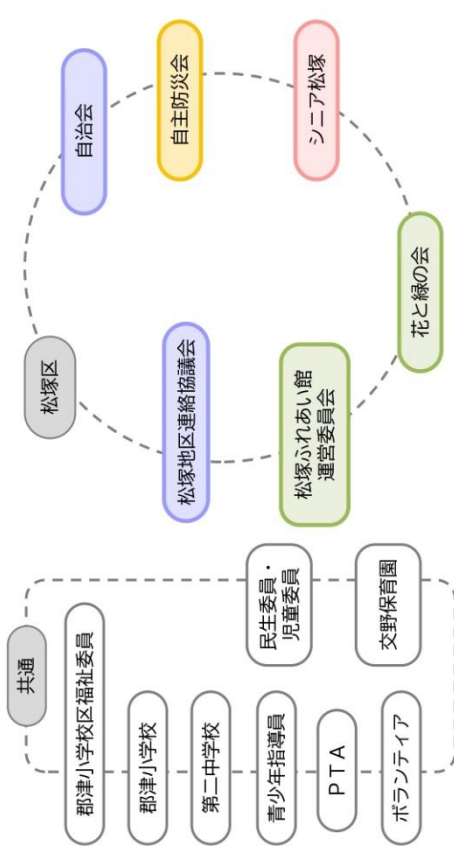 共通
郡津小学校区福祉委員
郡津小学校
第二中学校
青少年指導員
PTA
ボランティア
民生委員・
児童委員
交野保育園
松塚区
自治会
自主防災会
シニア松塚
花と緑の会
松塚ふれあい館
運営委員会
松塚地区連絡協議会